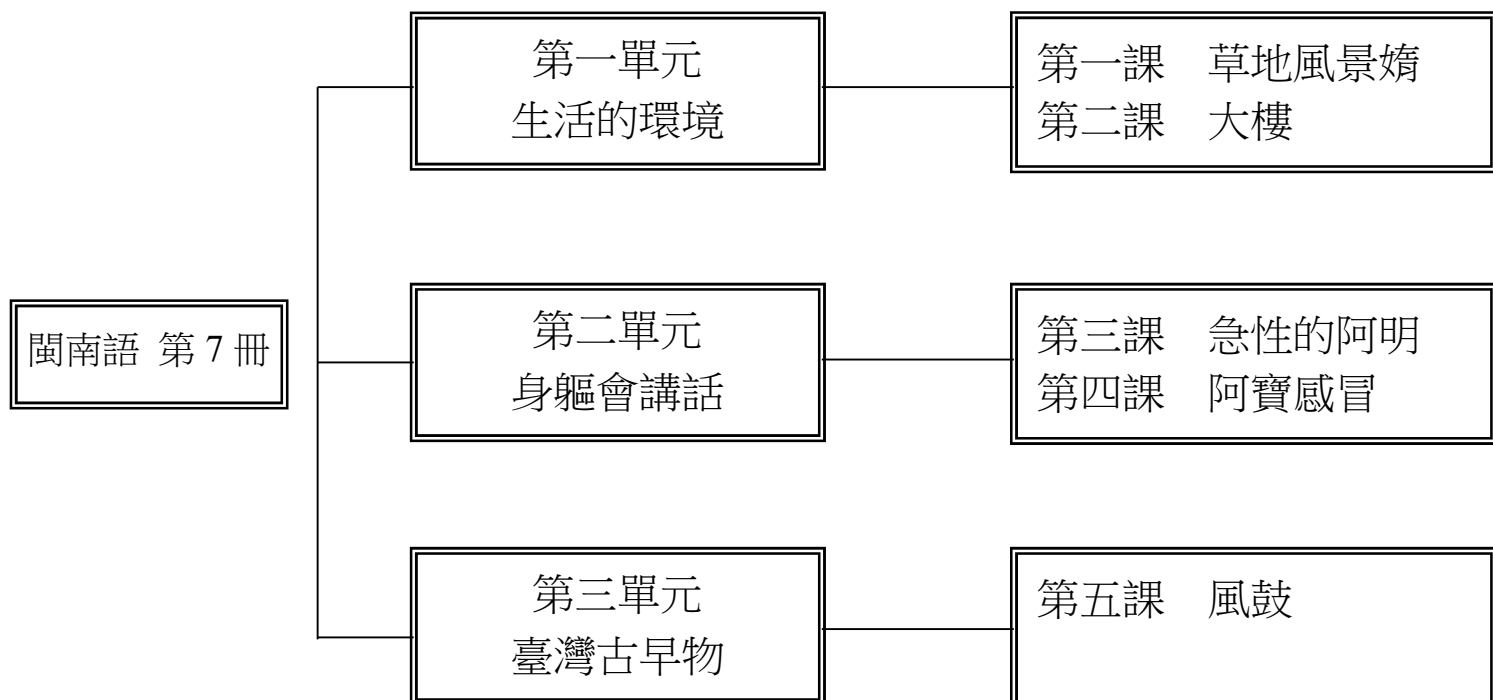 第一單元
生活的環境
第一課　草地風景媠
第二課　大樓
閩南語 第 7 冊
第二單元
身軀會講話
第三課　急性的阿明
第四課　阿寶感冒
第三單元
臺灣古早物
第五課　風鼓